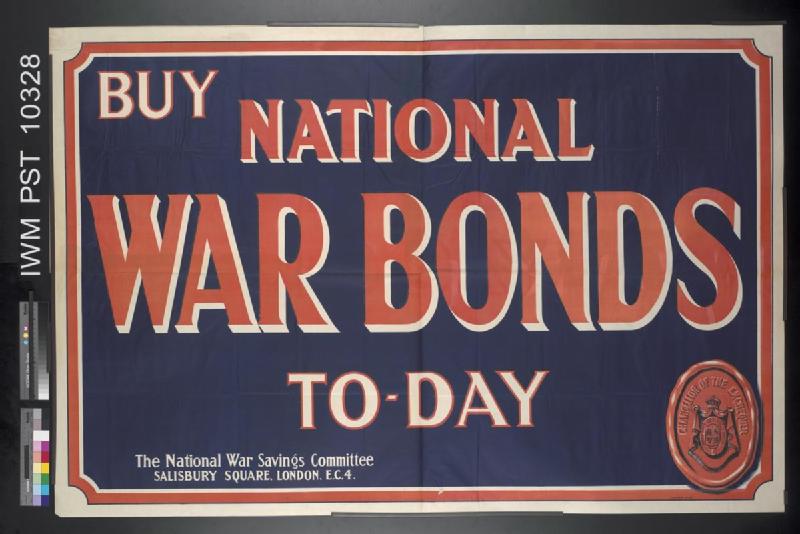 BUY
NATIONAL
WAR BONDS
TO-DAY
The National War Savings Committee
SALISBURY SQUARE, LONDON, E.C.4.
CHANCELLOR OF THE EXCHEQUER
IWM PST 10328